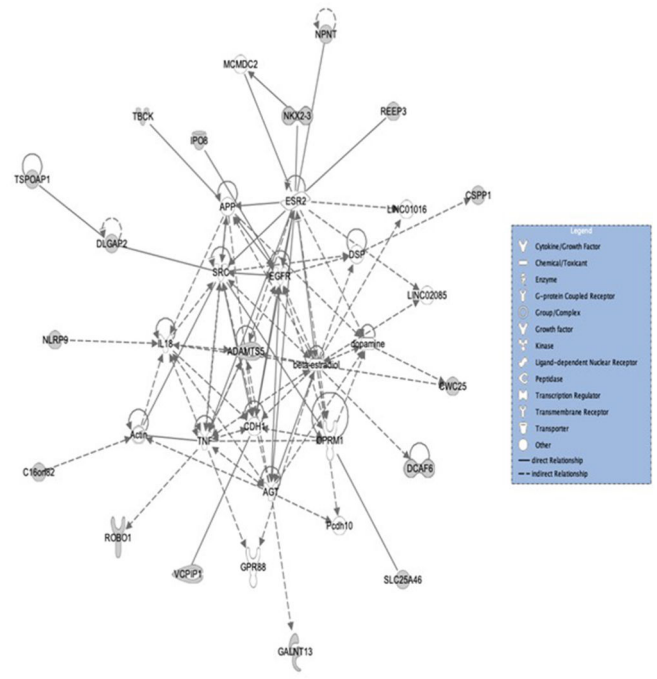 NPNT
MCMDC2
NKX2-3
REEP3
TBCK
IPO8
TSPOAP1
CSPP1
APP
ESR2
LINC01016
DLGAP2
DSP
SRC
EGFR
LINC02085
NLRP9
IL18
ADAMTS5
dopamine
beta-estradiol
CWC25
CDH1
Actin
TNF
OPRM1
C16orf82
DCAF6
AGT
Pcdh10
ROBO1
GPR88
VCPIP1
SLC25A46
GALNT13
Legend
Cytokine/Growth Factor
Chemical/Toxicant
Enzyme
G-protein Coupled Receptor
Group/Complex
Growth factor
Kinase
Ligand-dependent Nuclear Receptor
Peptidase
Transcription Regulator
Transmembrane Receptor
Transporter
Other
direct Relationship
indirect Relationship